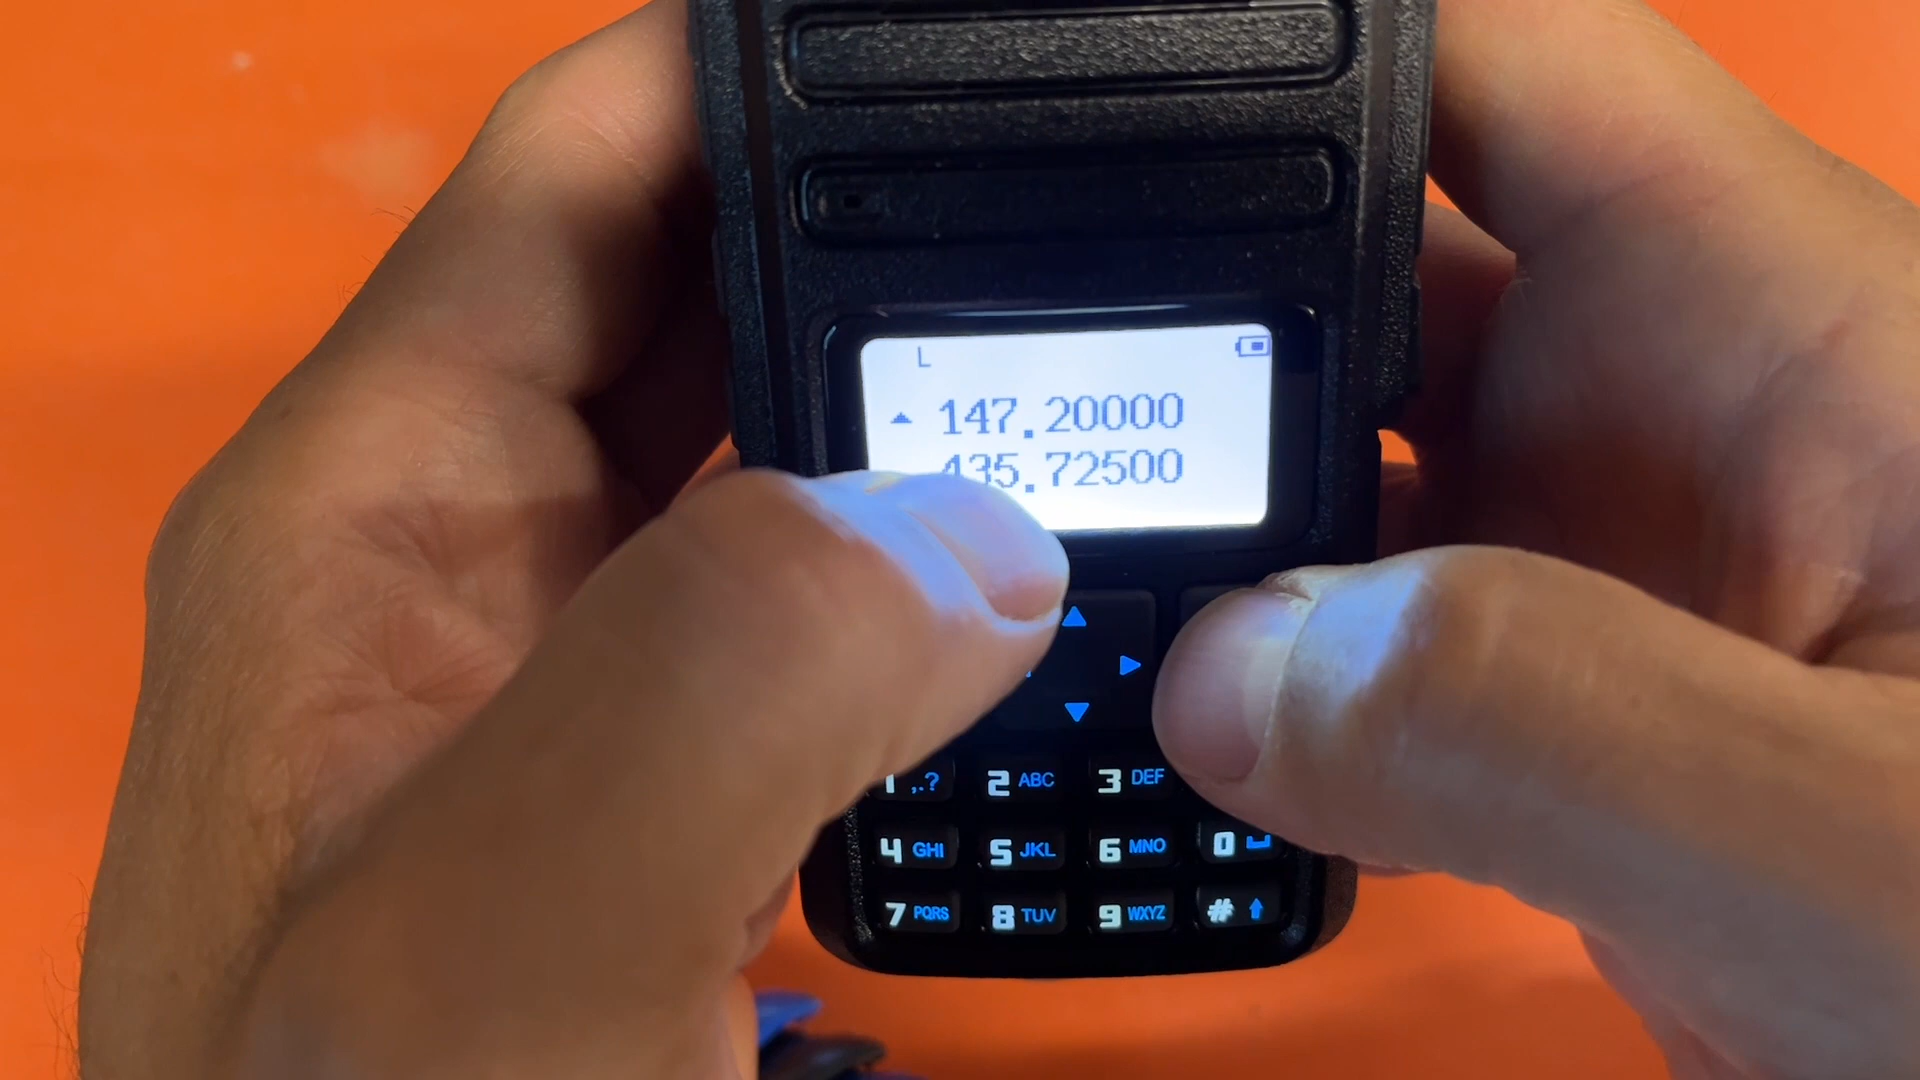 L
147.20000
435.72500
1 ,.? 2 ABC 3 DEF
4 GHI 5 JKL 6 MNO 0
7 PQRS 8 TUV 9 WXYZ #